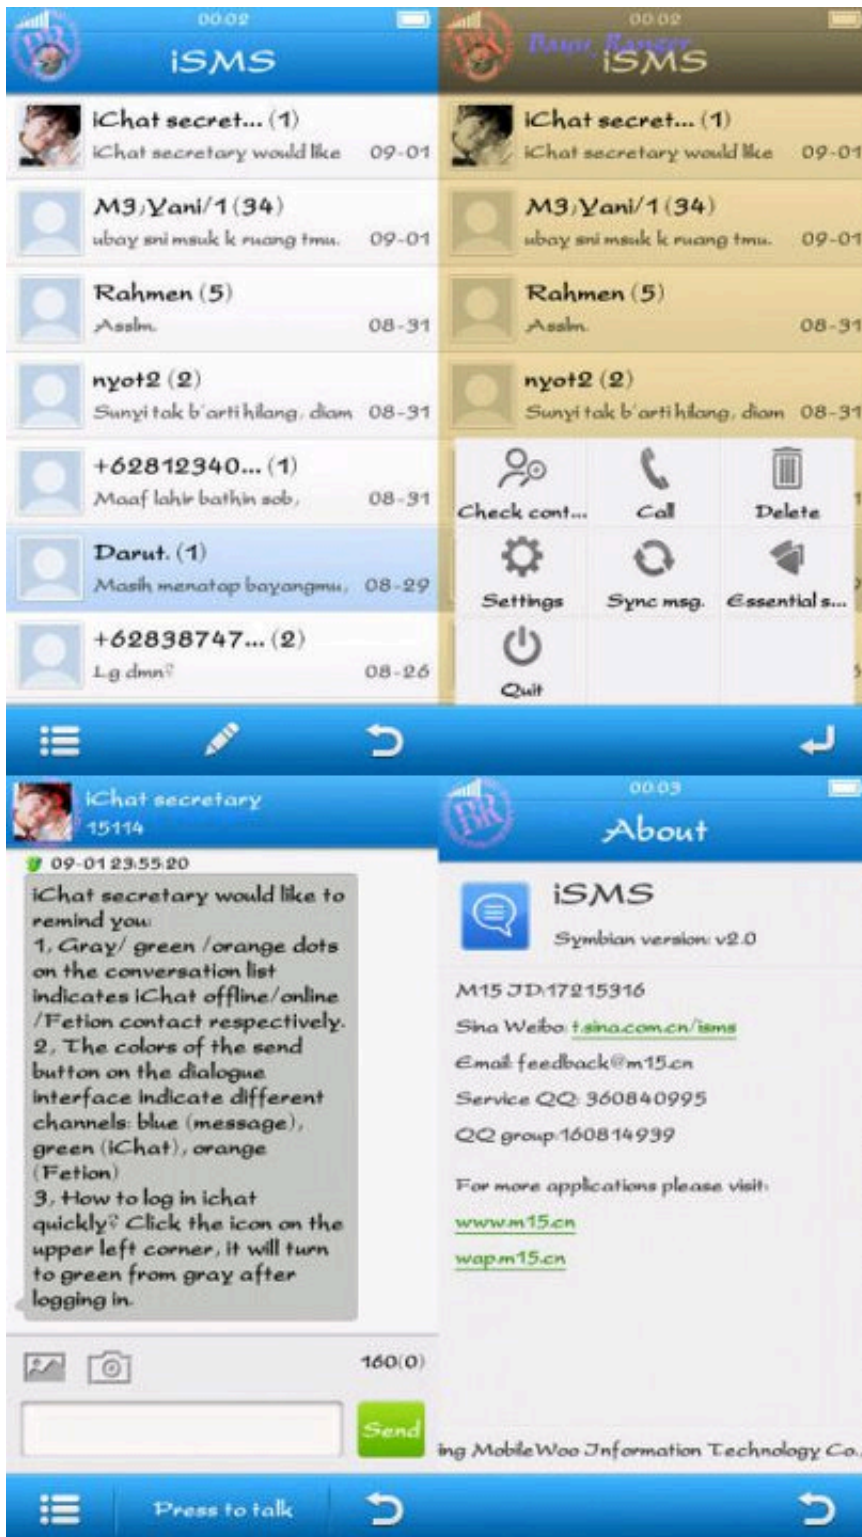 00:02
iSMS
iChat secret... (1)
iChat secretary would like 09-01
M3,Yani/1 (34)
ubay sni msuk k ruang tmu. 09-01
Rahmen (5)
Asslm. 08-31
nyot2 (2)
Sunyi tak b'arti hilang, diam 08-31
+62812340... (1)
Maaf lahir bathin sob, 08-31
Darut. (1)
Masih menatap bayangmu, 08-29
+62838747... (2)
Lg dmn? 08-26
BR
00:02
iSMS
iChat secret... (1)
iChat secretary would like 09-01
M3,Yani/1 (34)
ubay sni msuk k ruang tmu. 09-01
Rahmen (5)
Asslm. 08-31
nyot2 (2)
Sunyi tak b'arti hilang, diam 08-31
Check cont... Call Delete
Settings Sync msg. Essential s...
Quit
iChat secretary
15114
09-01 23:55:20
iChat secretary would like to
remind you:
1, Gray/ green /orange dots
on the conversation list
indicates iChat offline/online
/Fetion contact respectively.
2, The colors of the send
button on the dialogue
interface indicate different
channels: blue (message),
green (iChat), orange
(Fetion)
3, How to log in ichat
quickly? Click the icon on the
upper left corner, it will turn
to green from gray after
logging in.
160(0)
Send
Press to talk
BR
00:03
About
iSMS
Symbian version: v2.0
M15 ID:17215316
Sina Weibo: t.sina.com.cn/isms
Email: feedback@m15.cn
Service QQ: 360840995
QQ group:160814939
For more applications please visit:
www.m15.cn
wap.m15.cn
ing MobileWoo Information Technology Co.,